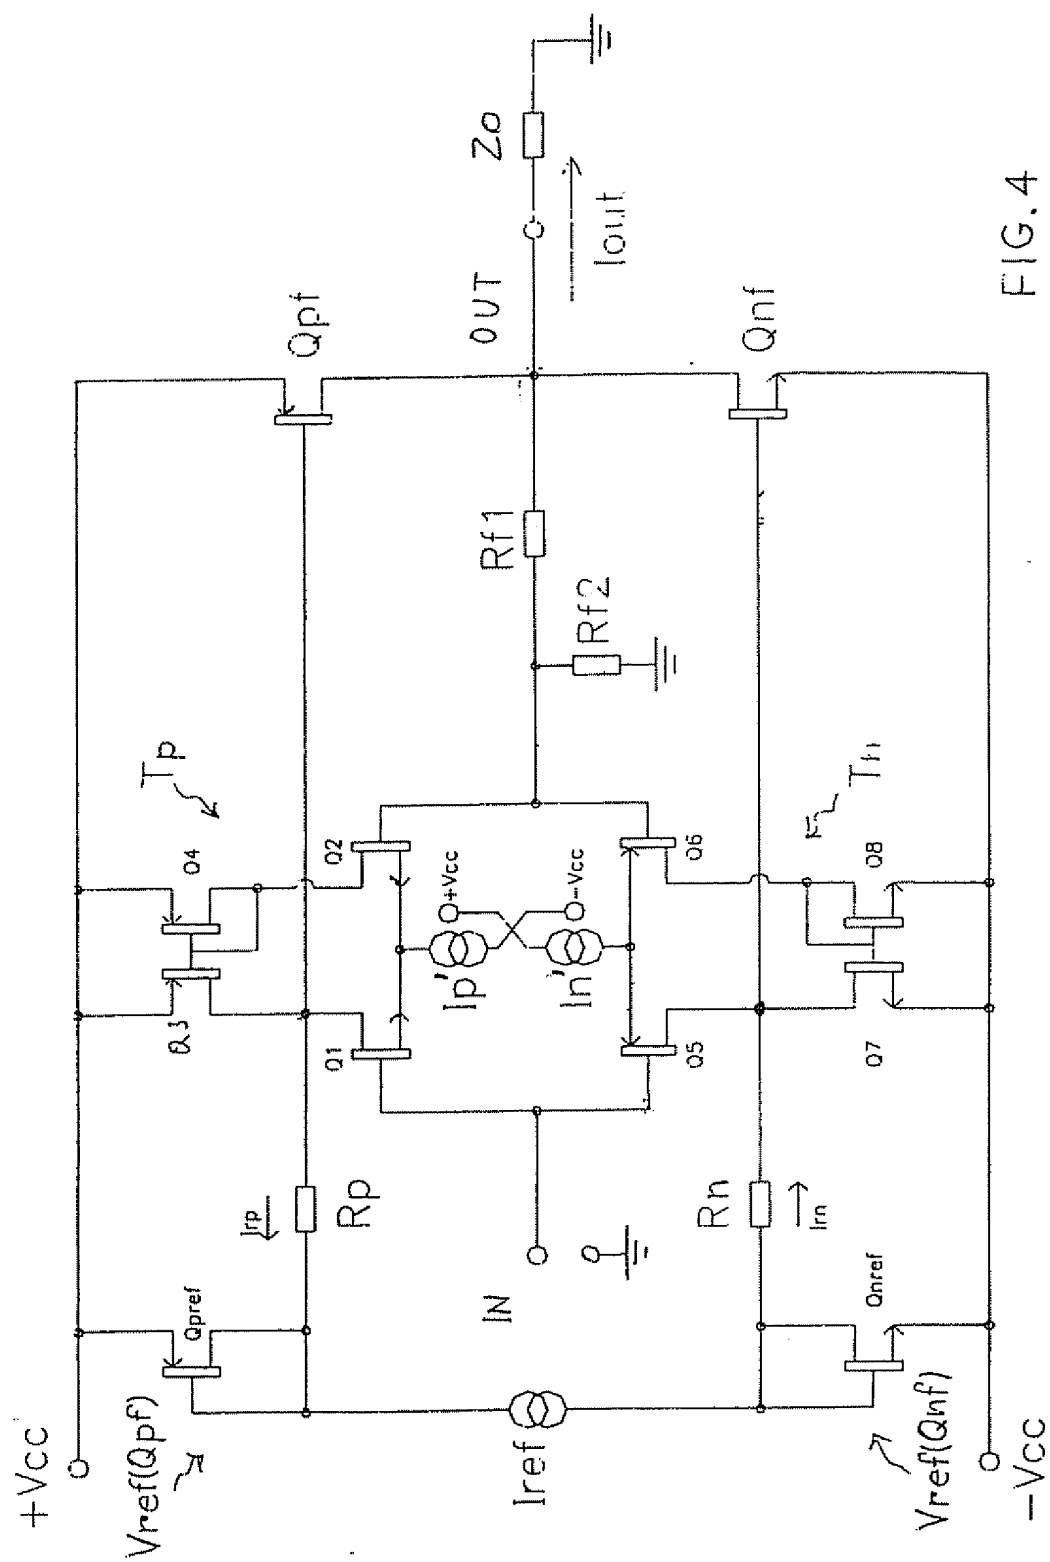 +Vcc
Vref(Qpf)
Qpref
Irp
Rp
Q3
Q4
Tp
Qpf
Q1
Q2
+Vcc
Ip'
-Vcc
In'
IN
Iref
Rf1
Rf2
OUT
Zo
Iout
Q5
Q6
Rn
Irn
Qnref
Vref(Qnf)
Q7
Q8
Tn
Qnf
-Vcc
FIG. 4